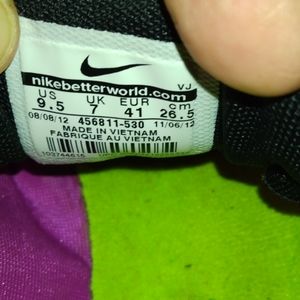 nikebetterworld.com
VJ
US UK EUR cm
9.5 7 41 26.5
08/08/12 456811-530 11/06/12
MADE IN VIETNAM
FABRIQUE AU VIETNAM